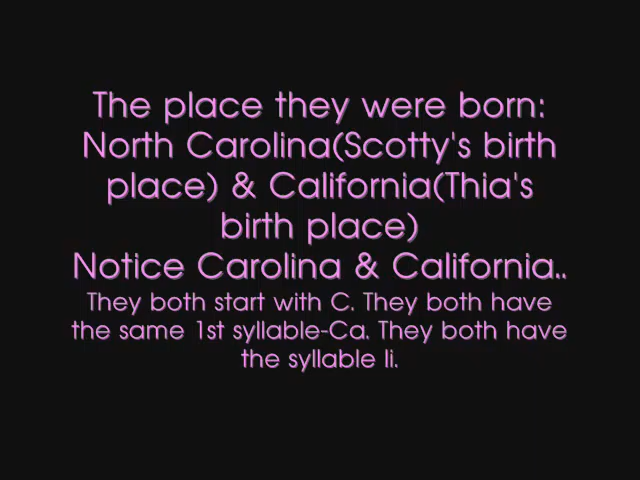 The place they were born:
North Carolina(Scotty's birth
place) & California(Thia's
birth place)
Notice Carolina & California..
They both start with C. They both have
the same 1st syllable-Ca. They both have
the syllable li.